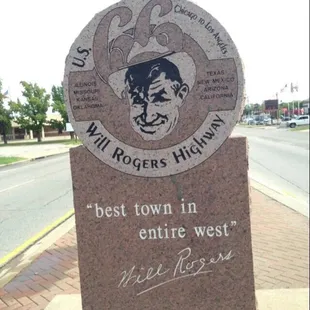 U.S. 66 Chicago to Los Angeles
ILLINOIS
MISSOURI
KANSAS
OKLAHOMA
TEXAS
NEW MEXICO
ARIZONA
CALIFORNIA
Will Rogers Highway
"best town in
entire west"
Will Rogers